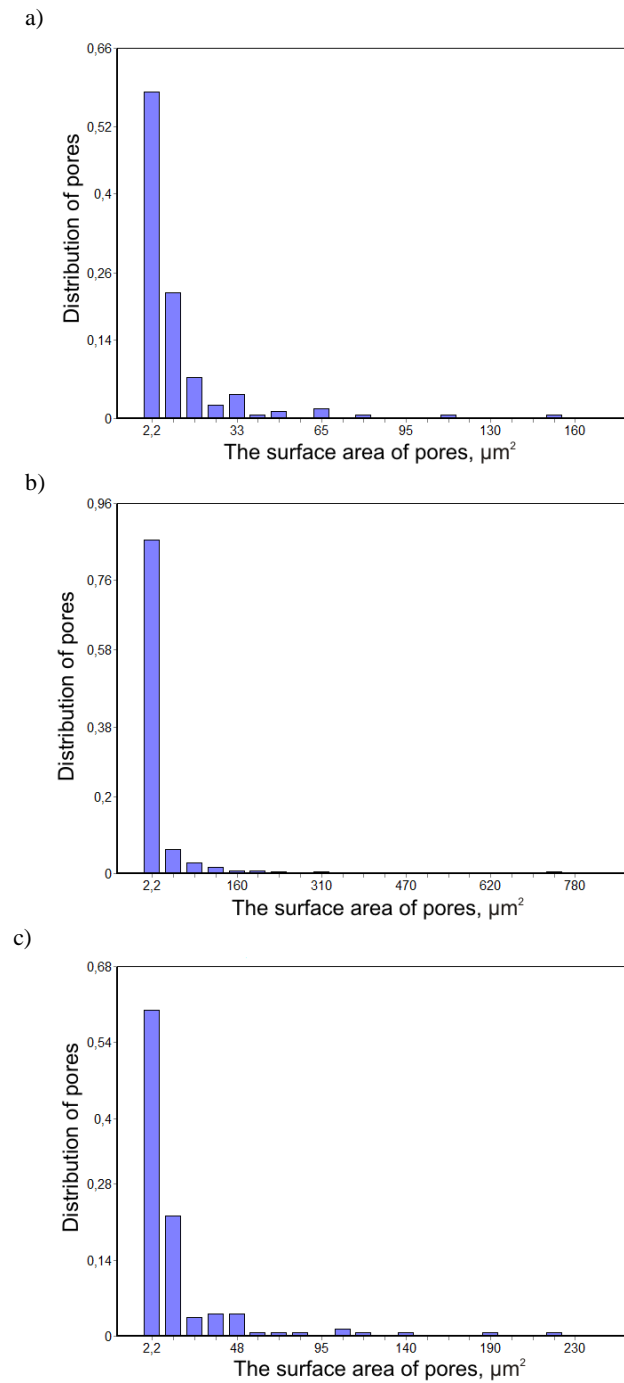 a)
0,66
0,52
0,4
0,26
0,14
0
Distribution of pores
2,2 33 65 95 130 160
The surface area of pores, µm²
b)
0,96
0,76
0,58
0,38
0,2
0
Distribution of pores
2,2 160 310 470 620 780
The surface area of pores, µm²
c)
0,68
0,54
0,4
0,28
0,14
0
Distribution of pores
2,2 48 95 140 190 230
The surface area of pores, µm²